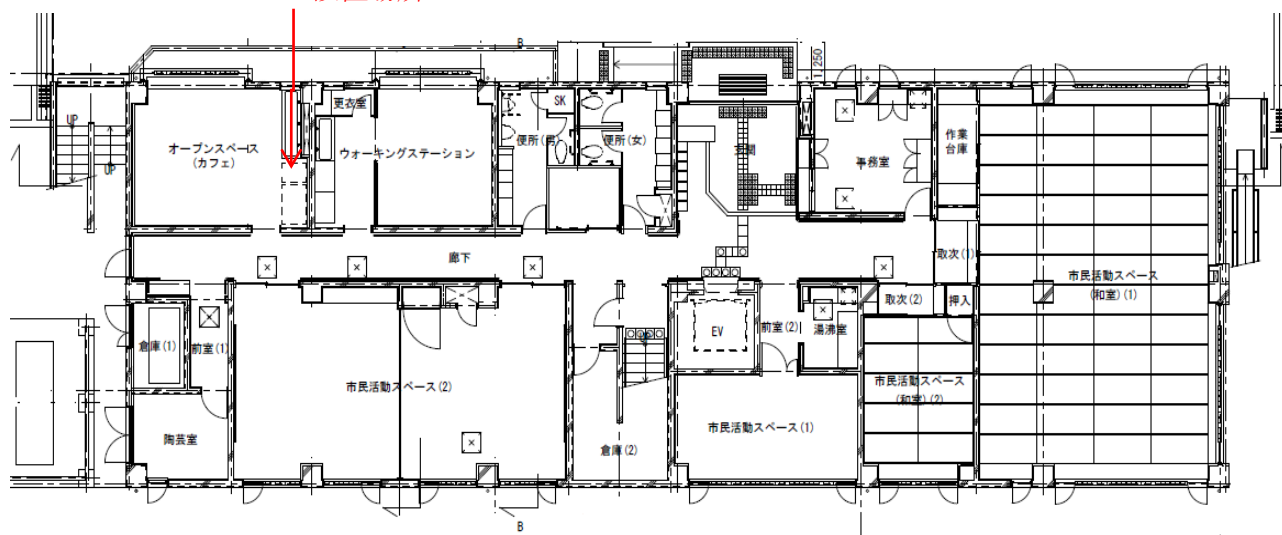 B
1,250
UP
UP
オープンスペース
(カフェ)
更衣室
ウォーキングステーション
SK
便所(男)
便所(女)
玄関
事務室
作業
台庫
廊下
取次(1)
市民活動スペース
(和室)(1)
倉庫(1)
前室(1)
市民活動スペース(2)
EV
前室(2)
湯沸室
取次(2)
押入
UP
市民活動スペース
(和室)(2)
陶芸室
倉庫(2)
市民活動スペース(1)
B